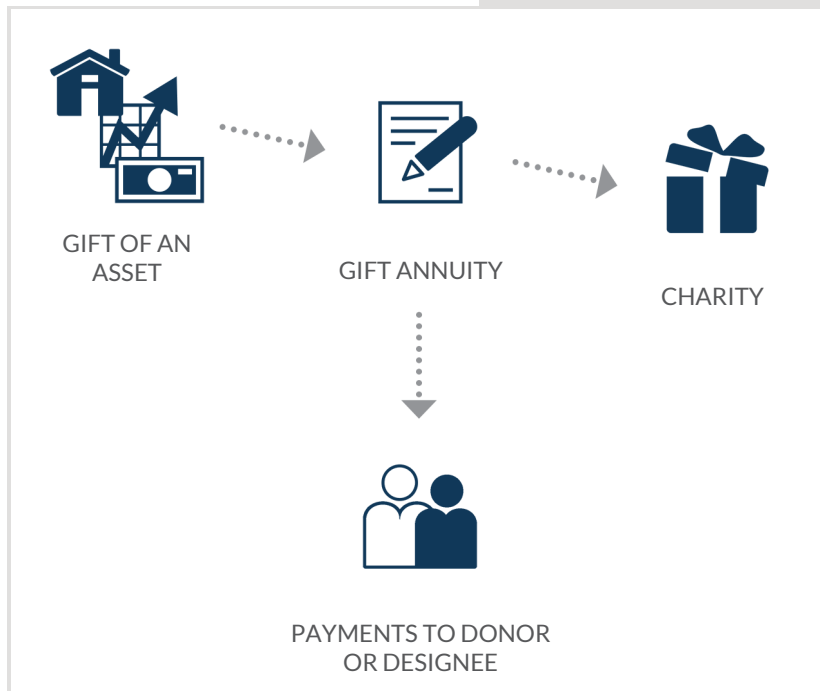 GIFT OF AN
ASSET
GIFT ANNUITY
CHARITY
PAYMENTS TO DONOR
OR DESIGNEE